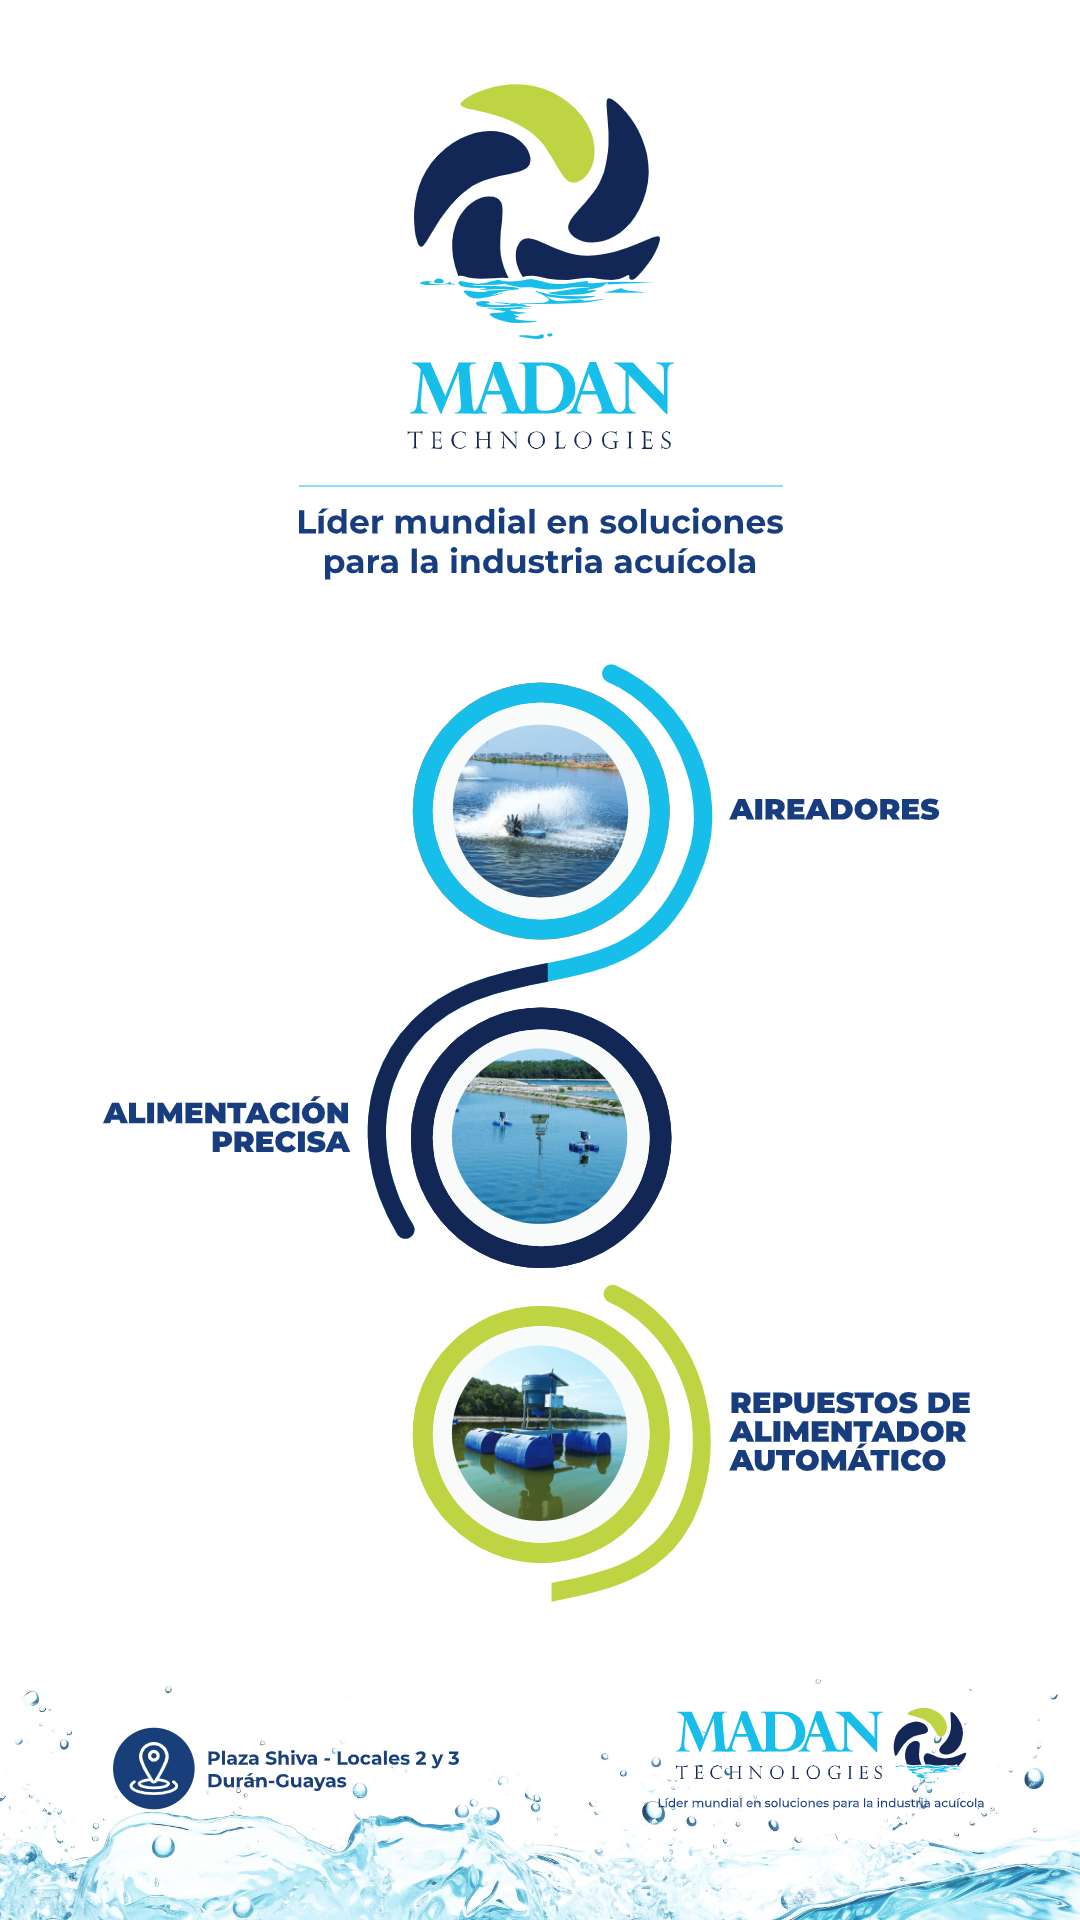 MADAN
TECHNOLOGIES
Líder mundial en soluciones
para la industria acuícola
AIREADORES
ALIMENTACIÓN
PRECISA
REPUESTOS DE
ALIMENTADOR
AUTOMÁTICO
Plaza Shiva - Locales 2 y 3
Durán-Guayas
MADAN
TECHNOLOGIES
Líder mundial en soluciones para la industria acuícola